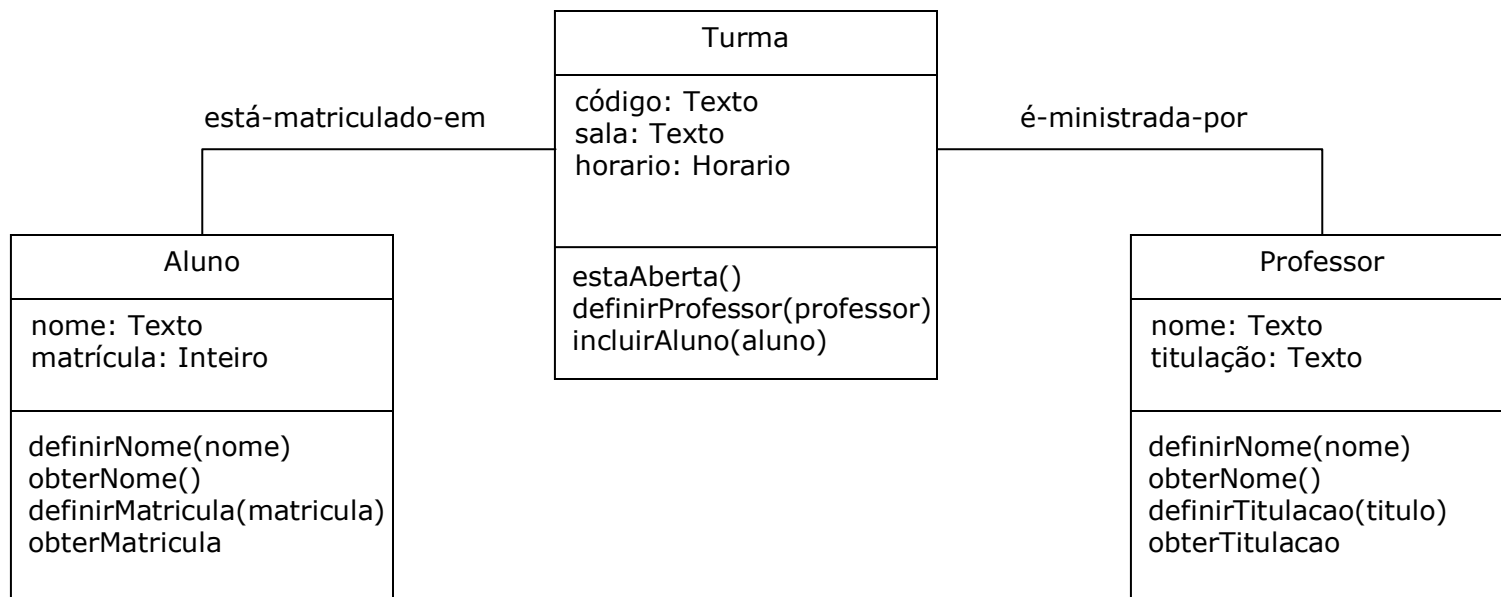 Turma
código: Texto
sala: Texto
horario: Horario
estaAberta()
definirProfessor(professor)
incluirAluno(aluno)
está-matriculado-em
é-ministrada-por
Aluno
nome: Texto
matrícula: Inteiro
definirNome(nome)
obterNome()
definirMatricula(matricula)
obterMatricula
Professor
nome: Texto
titulação: Texto
definirNome(nome)
obterNome()
definirTitulacao(titulo)
obterTitulacao